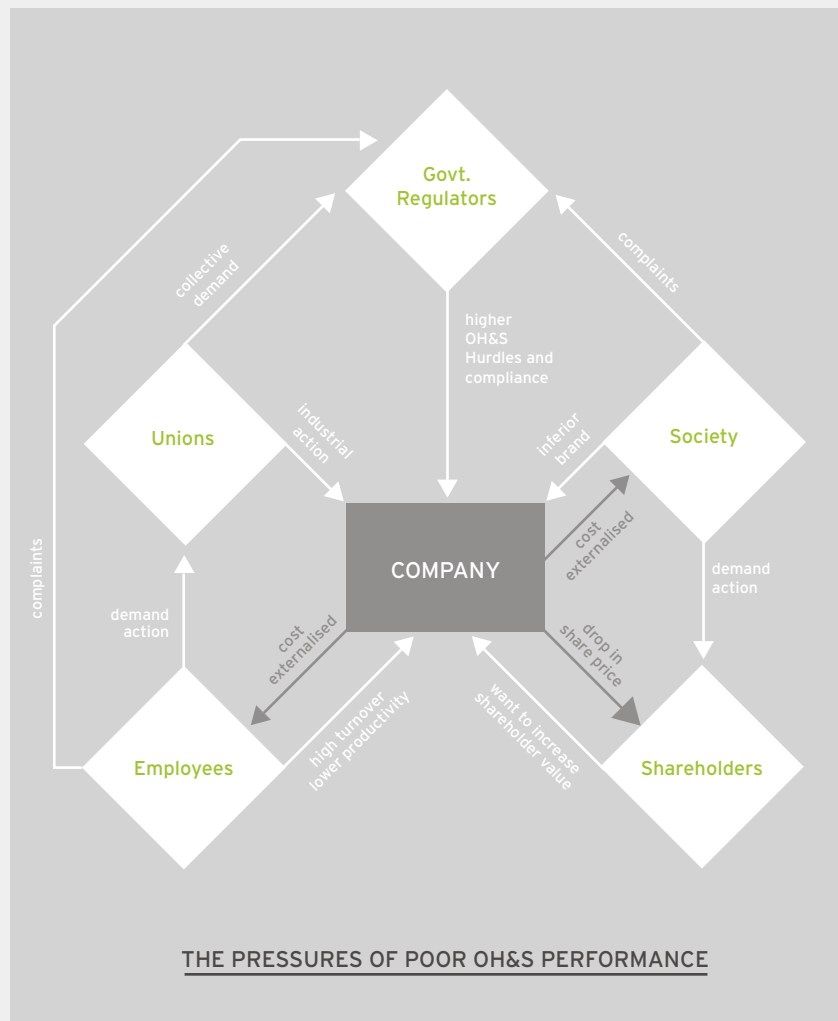 Govt.
Regulators
complaints
collective
demand
higher
OH&S
Hurdles and
compliance
Unions
industrial
action
inferior
brand
Society
COMPANY
cost
externalised
complaints
demand
action
demand
action
cost
externalised
drop in
share price
Employees
high turnover
lower productivity
want to increase
shareholder value
Shareholders
THE PRESSURES OF POOR OH&S PERFORMANCE